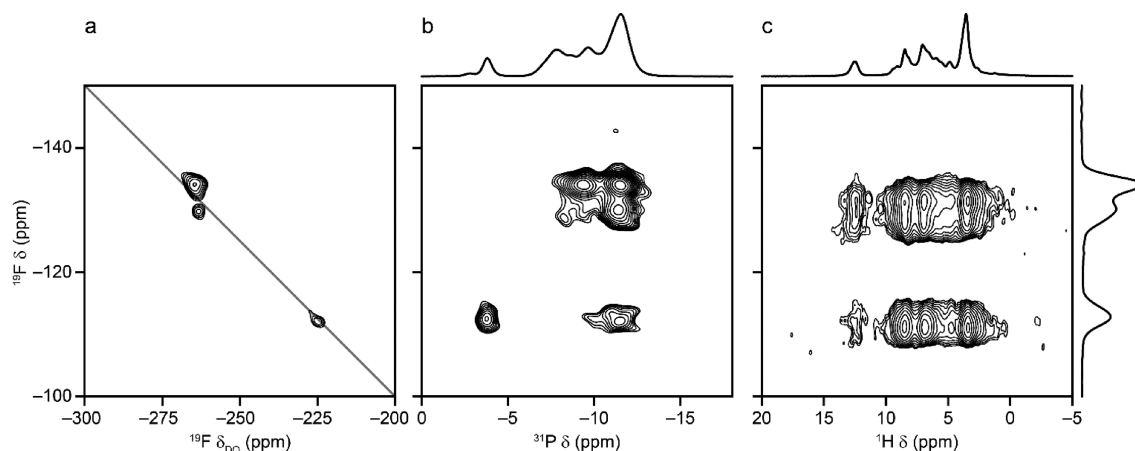 a b c
−140
−120
−100
¹⁹F δ (ppm)
−300 −275 −250 −225 −200
¹⁹F δ_DQ (ppm)
0 −5 −10 −15
³¹P δ (ppm)
20 15 10 5 0 −5
¹H δ (ppm)